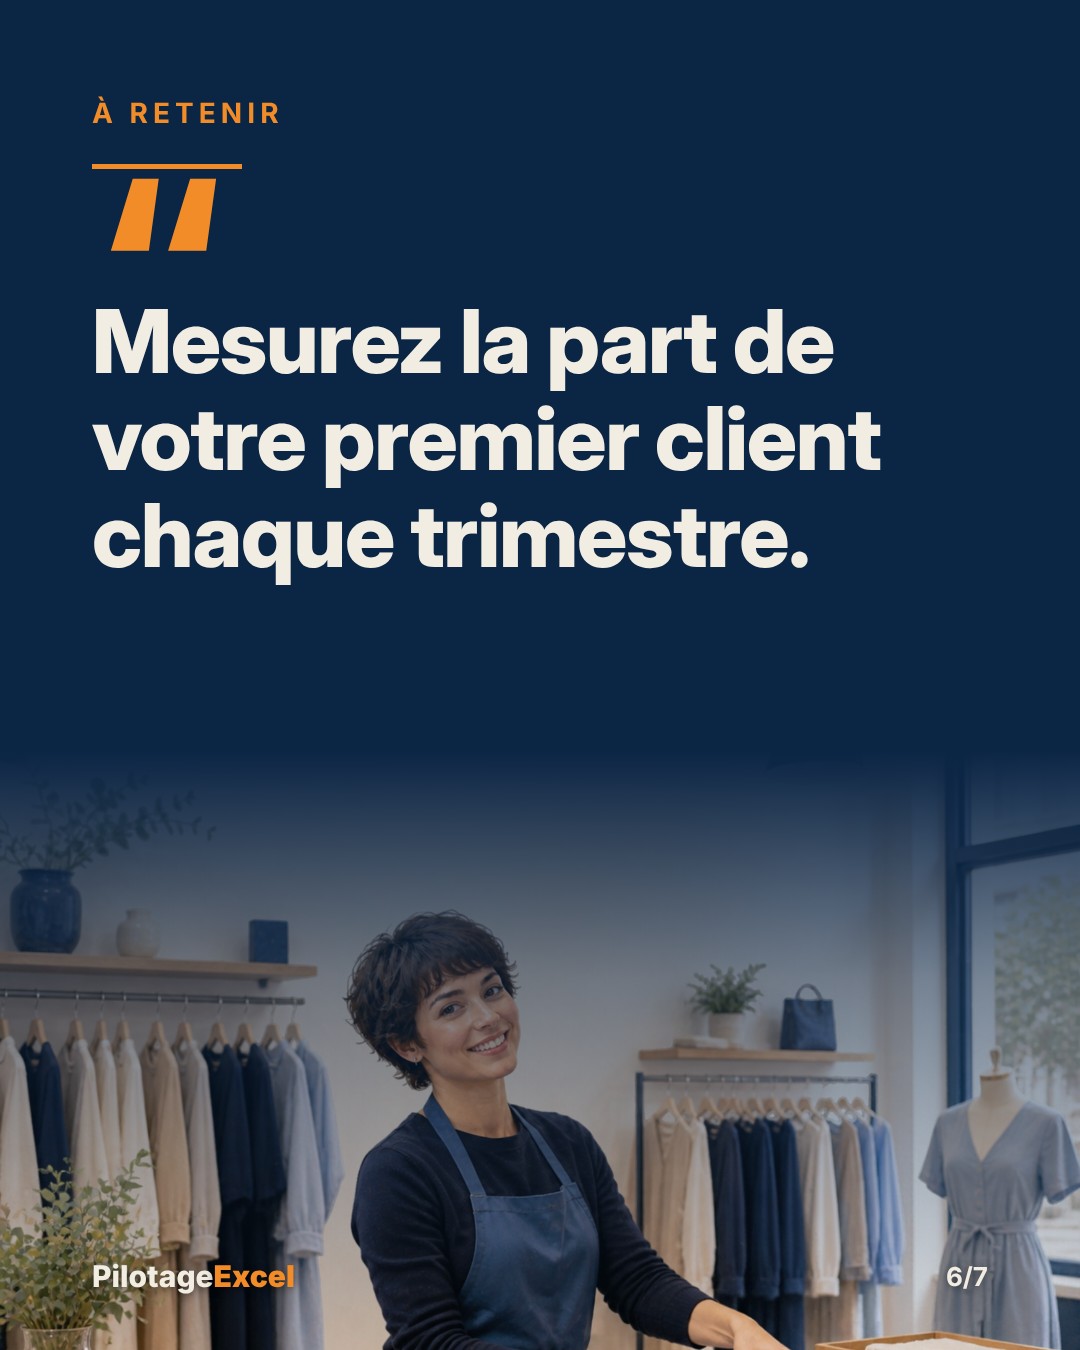 À RETENIR
"
Mesurez la part de
votre premier client
chaque trimestre.
PilotageExcel
6/7